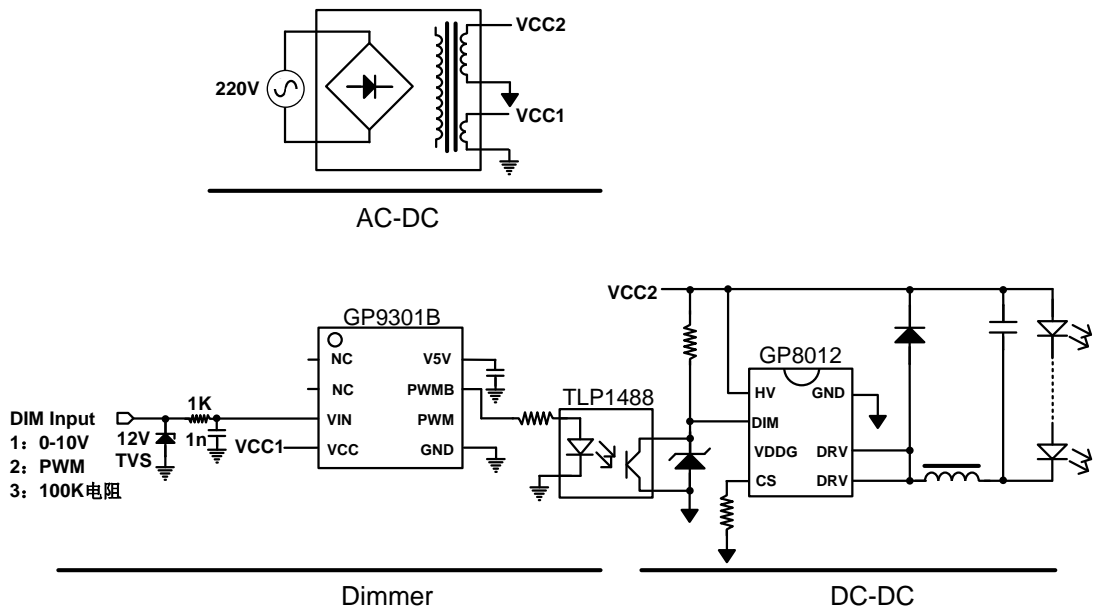 VCC2
220V
VCC1
AC-DC
GP9301B
NC
V5V
NC
PWMB
VIN
PWM
VCC
GND
DIM Input
1：0-10V
2：PWM
3：100K电阻
12V
TVS
1K
1n
VCC1
TLP1488
Dimmer
VCC2
GP8012
HV
GND
DIM
VDDG
DRV
CS
DRV
DC-DC